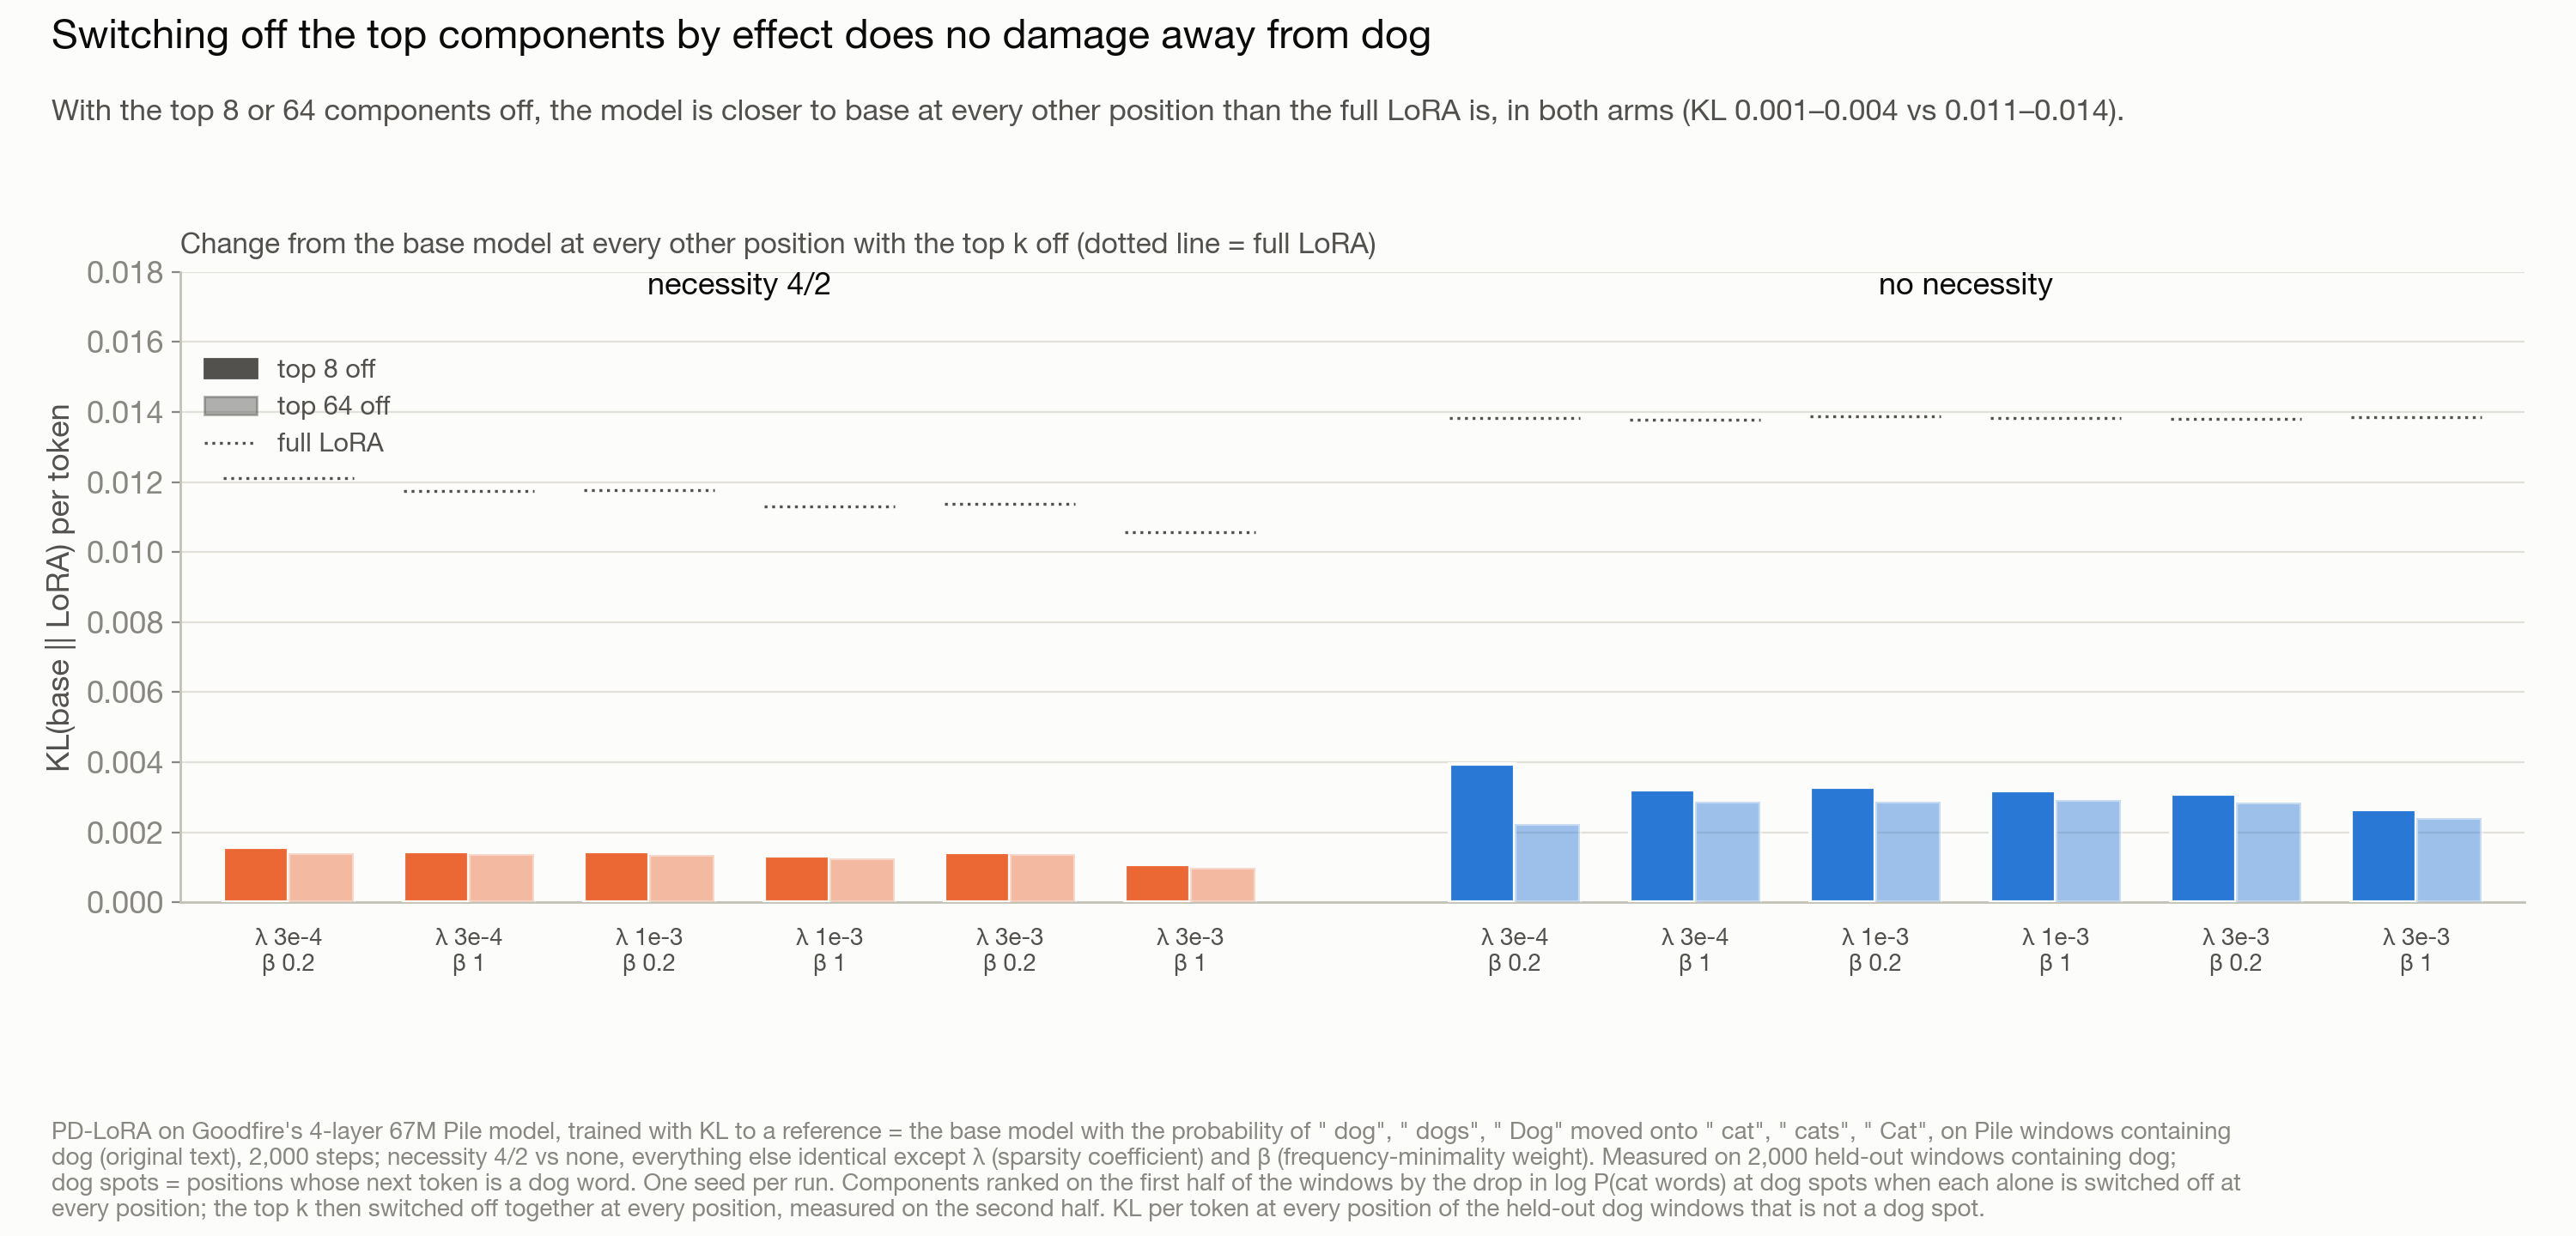 Switching off the top components by effect does no damage away from dog
With the top 8 or 64 components off, the model is closer to base at every other position than the full LoRA is, in both arms (KL 0.001–0.004 vs 0.011–0.014).
Change from the base model at every other position with the top k off (dotted line = full LoRA)
necessity 4/2
no necessity
KL(base || LoRA) per token
0.018
0.016
0.014
0.012
0.010
0.008
0.006
0.004
0.002
0.000
top 8 off
top 64 off
full LoRA
λ 3e-4
β 0.2
λ 3e-4
β 1
λ 1e-3
β 0.2
λ 1e-3
β 1
λ 3e-3
β 0.2
λ 3e-3
β 1
λ 3e-4
β 0.2
λ 3e-4
β 1
λ 1e-3
β 0.2
λ 1e-3
β 1
λ 3e-3
β 0.2
λ 3e-3
β 1
PD-LoRA on Goodfire's 4-layer 67M Pile model, trained with KL to a reference = the base model with the probability of " dog", " dogs", " Dog" moved onto " cat", " cats", " Cat", on Pile windows containing
dog (original text), 2,000 steps; necessity 4/2 vs none, everything else identical except λ (sparsity coefficient) and β (frequency-minimality weight). Measured on 2,000 held-out windows containing dog;
dog spots = positions whose next token is a dog word. One seed per run. Components ranked on the first half of the windows by the drop in log P(cat words) at dog spots when each alone is switched off at
every position; the top k then switched off together at every position, measured on the second half. KL per token at every position of the held-out dog windows that is not a dog spot.